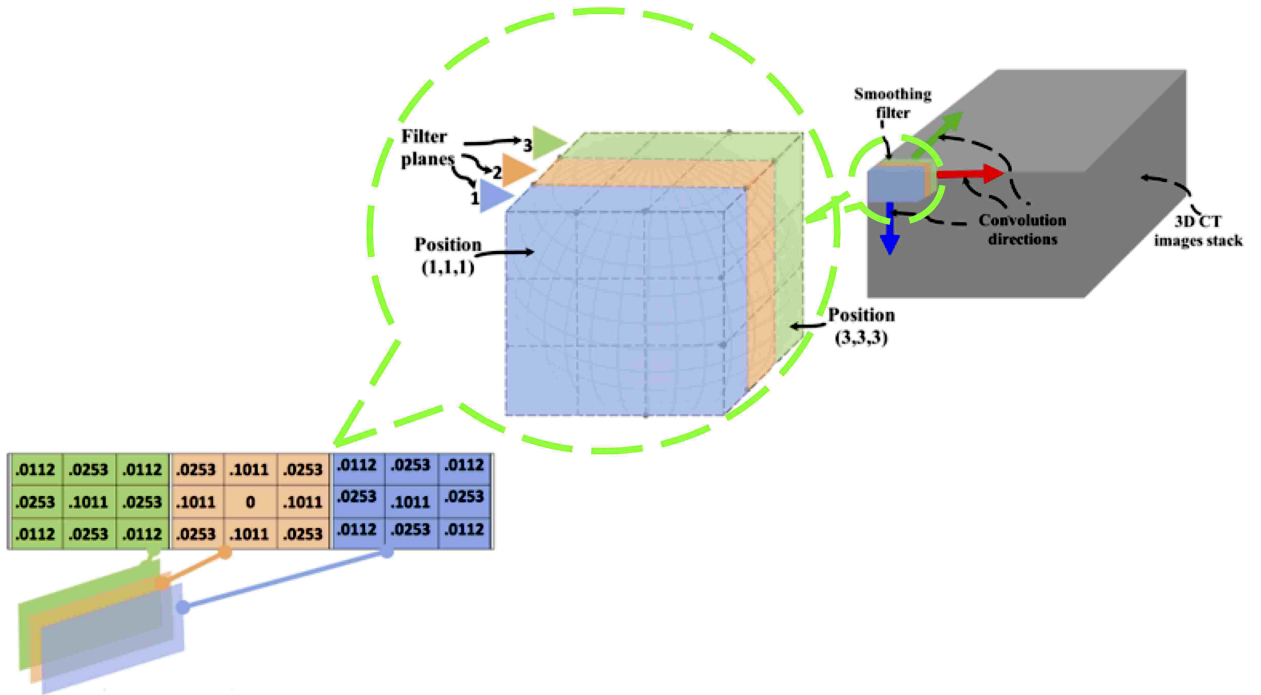 Smoothing
filter
Filter
planes
3
2
1
Position
(1,1,1)
Convolution
directions
3D CT
images stack
Position
(3,3,3)
.0112 .0253 .0112 .0253 .1011 .0253 .0112 .0253 .0112
.0253 .1011 .0253 .1011 0 .1011 .0253 .1011 .0253
.0112 .0253 .0112 .0253 .1011 .0253 .0112 .0253 .0112